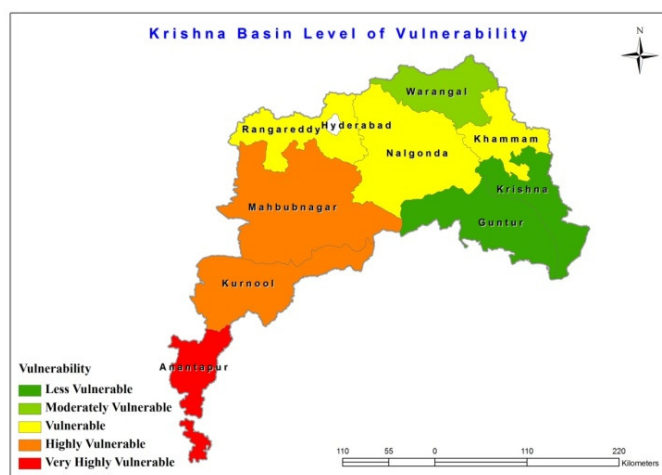 Krishna Basin Level of Vulnerability
N
Warangal
Rangareddy
Hyderabad
Khammam
Nalgonda
Krishna
Mahbubnagar
Guntur
Kurnool
Anantapur
Vulnerability
Less Vulnerable
Moderately Vulnerable
Vulnerable
Highly Vulnerable
Very Highly Vulnerable
110 55 0 110 220
Kilometers